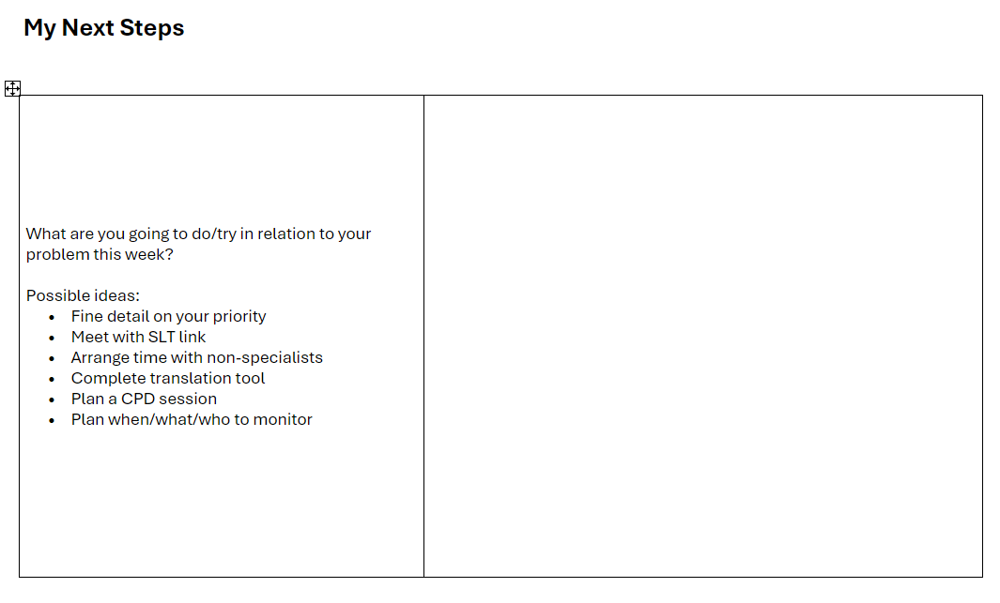 My Next Steps
What are you going to do/try in relation to your
problem this week?
Possible ideas:
• Fine detail on your priority
• Meet with SLT link
• Arrange time with non-specialists
• Complete translation tool
• Plan a CPD session
• Plan when/what/who to monitor